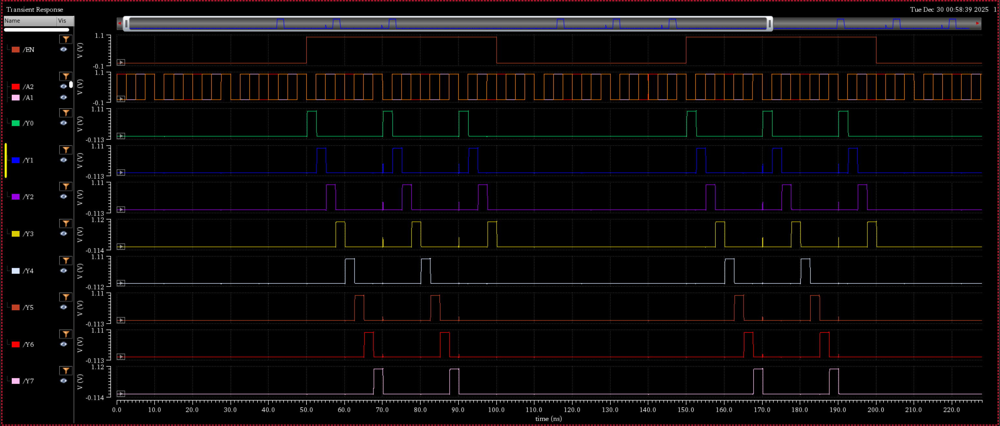 Transient Response
Tue Dec 30 00:58:39 2025 1
Name Vis
/EN
1.1
V (V)
-0.1
/A2
/A1
1.1
V (V)
-0.1
/Y0
1.11
V (V)
-0.113
/Y1
1.11
V (V)
-0.113
/Y2
1.11
V (V)
-0.113
/Y3
1.12
V (V)
-0.114
/Y4
1.11
V (V)
-0.112
/Y5
1.11
V (V)
-0.113
/Y6
1.11
V (V)
-0.113
/Y7
1.12
V (V)
-0.114
0.0 10.0 20.0 30.0 40.0 50.0 60.0 70.0 80.0 90.0 100.0 110.0 120.0 130.0 140.0 150.0 160.0 170.0 180.0 190.0 200.0 210.0 220.0
time (ns)